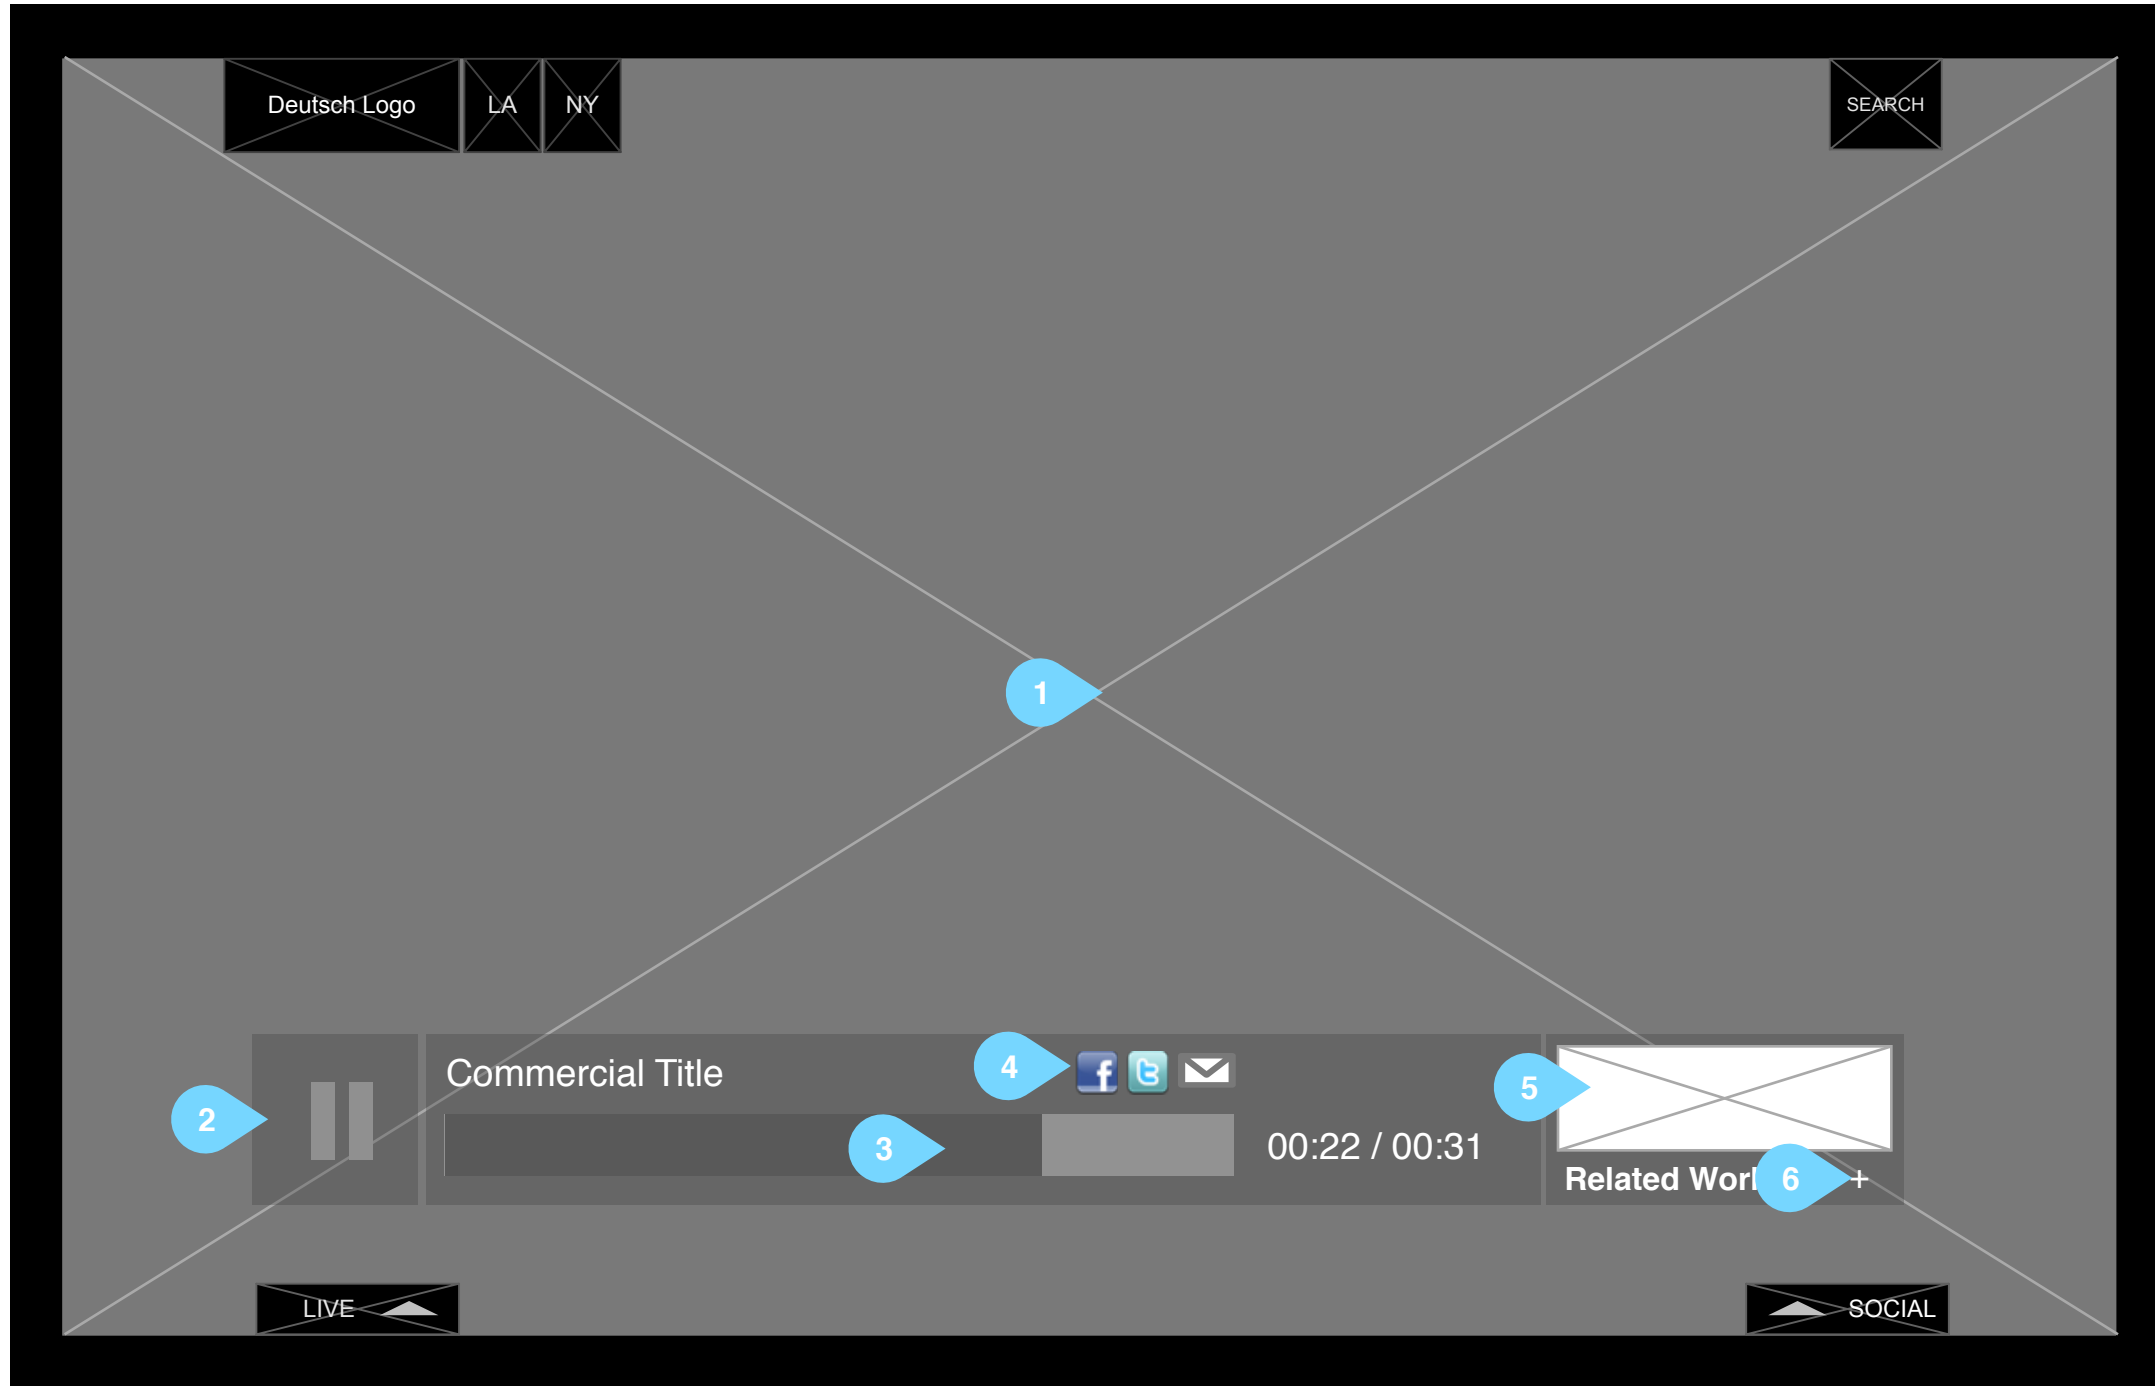 Deutsch Logo
LA
NY
SEARCH
1
Commercial Title
4
f
t
2
3
00:22 / 00:31
5
Related Wor
6
+
LIVE
SOCIAL